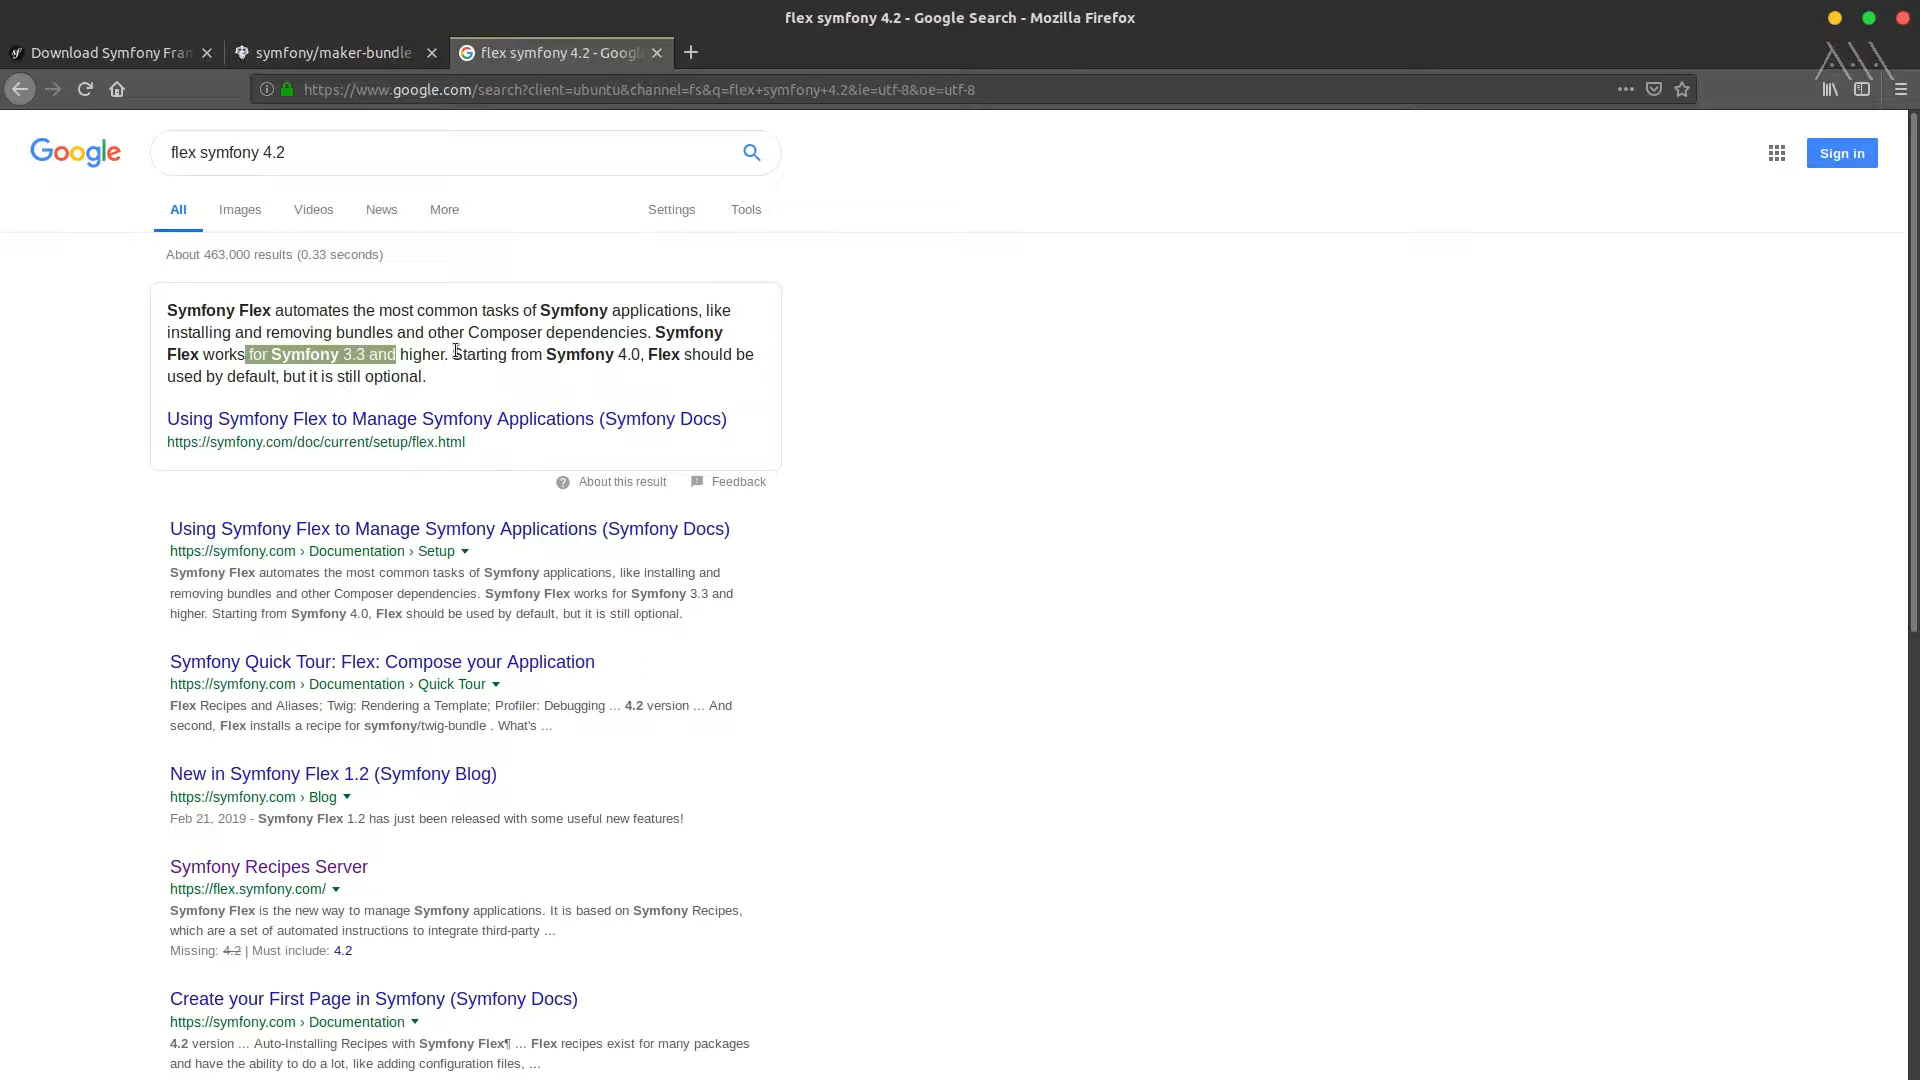 flex symfony 4.2 - Google Search - Mozilla Firefox
Download Symfony Fran
symfony/maker-bundle
flex symfony 4.2 - Googl
https://www.google.com/search?client=ubuntu&channel=fs&q=flex+symfony+4.2&ie=utf-8&oe=utf-8
Google
flex symfony 4.2
Sign in
All Images Videos News More Settings Tools
About 463,000 results (0.33 seconds)
Symfony Flex automates the most common tasks of Symfony applications, like
installing and removing bundles and other Composer dependencies. Symfony
Flex works for Symfony 3.3 and higher. Starting from Symfony 4.0, Flex should be
used by default, but it is still optional.
Using Symfony Flex to Manage Symfony Applications (Symfony Docs)
https://symfony.com/doc/current/setup/flex.html
About this result Feedback
Using Symfony Flex to Manage Symfony Applications (Symfony Docs)
https://symfony.com › Documentation › Setup
Symfony Flex automates the most common tasks of Symfony applications, like installing and
removing bundles and other Composer dependencies. Symfony Flex works for Symfony 3.3 and
higher. Starting from Symfony 4.0, Flex should be used by default, but it is still optional.
Symfony Quick Tour: Flex: Compose your Application
https://symfony.com › Documentation › Quick Tour
Flex Recipes and Aliases; Twig: Rendering a Template; Profiler: Debugging ... 4.2 version ... And
second, Flex installs a recipe for symfony/twig-bundle . What's ...
New in Symfony Flex 1.2 (Symfony Blog)
https://symfony.com › Blog
Feb 21, 2019 - Symfony Flex 1.2 has just been released with some useful new features!
Symfony Recipes Server
https://flex.symfony.com/
Symfony Flex is the new way to manage Symfony applications. It is based on Symfony Recipes,
which are a set of automated instructions to integrate third-party ...
Missing: 4.2 | Must include: 4.2
Create your First Page in Symfony (Symfony Docs)
https://symfony.com › Documentation
4.2 version ... Auto-Installing Recipes with Symfony Flex¶ ... Flex recipes exist for many packages
and have the ability to do a lot, like adding configuration files, ...